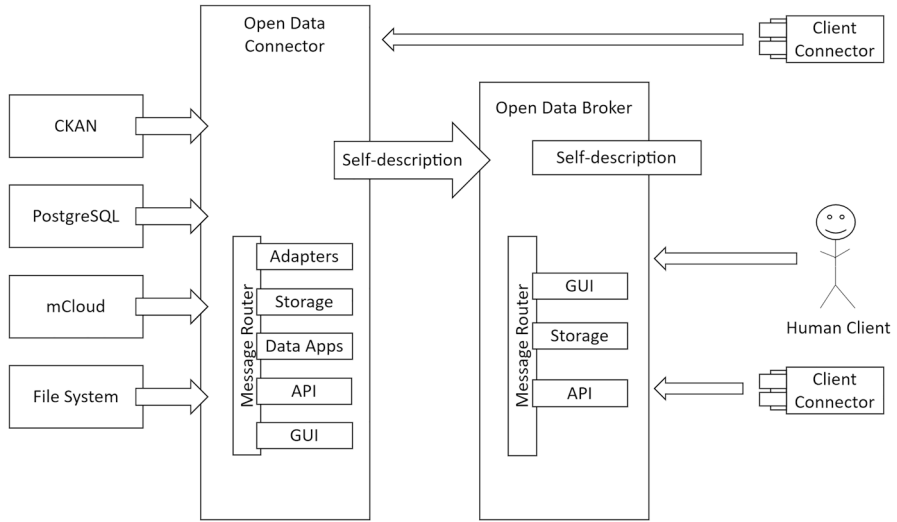 Open Data
Connector
Client
Connector
Open Data Broker
CKAN
Self-description
Self-description
PostgreSQL
Adapters
GUI
mCloud
Storage
Message Router
Message Router
Human Client
Storage
Data Apps
File System
API
API
Client
Connector
GUI